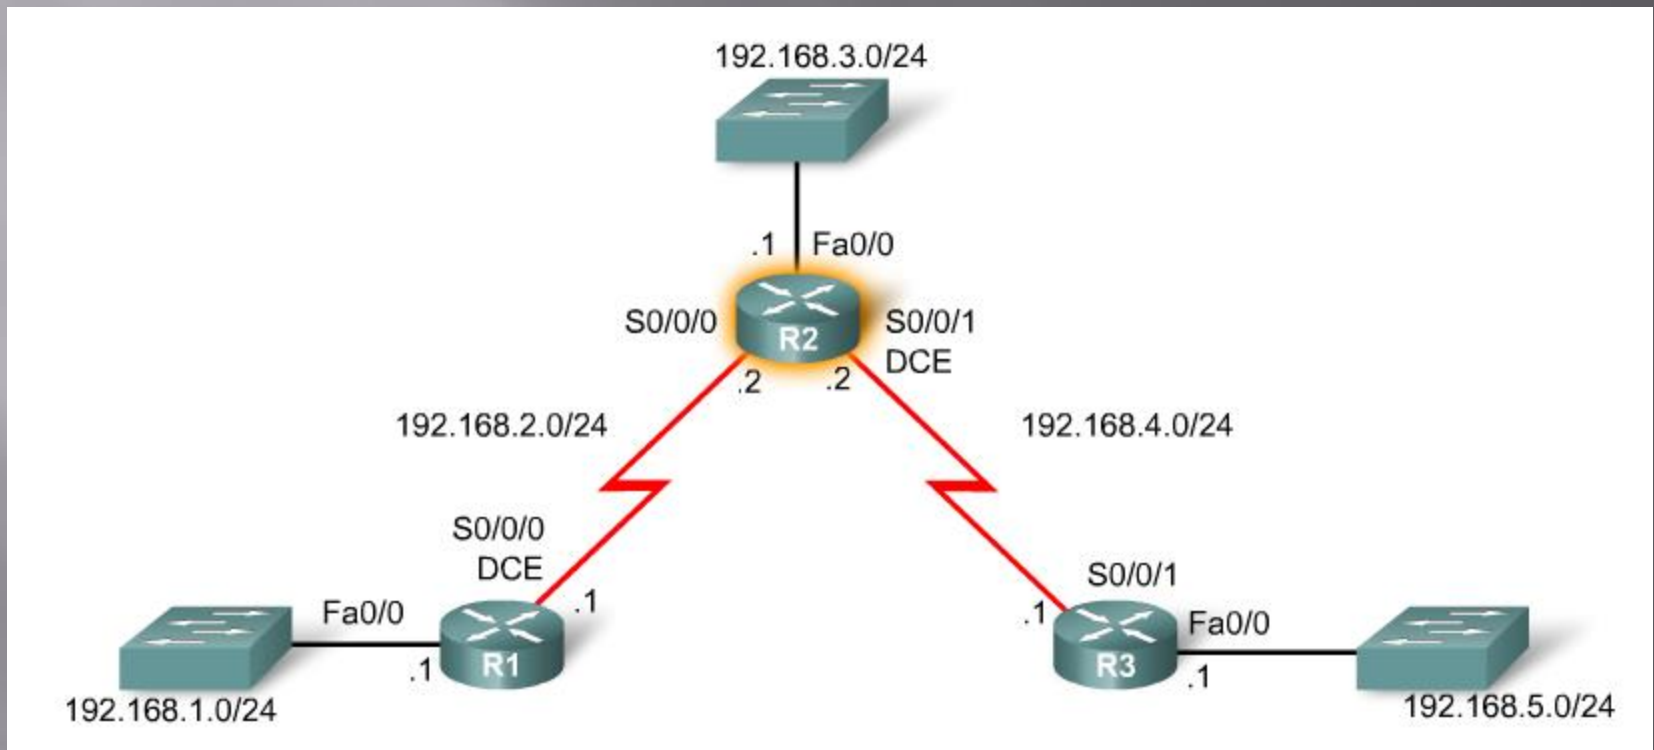 192.168.3.0/24
.1
Fa0/0
S0/0/0
R2
S0/0/1
DCE
.2
.2
192.168.2.0/24
192.168.4.0/24
S0/0/0
DCE
.1
Fa0/0
.1
R1
192.168.1.0/24
S0/0/1
.1
R3
Fa0/0
.1
192.168.5.0/24